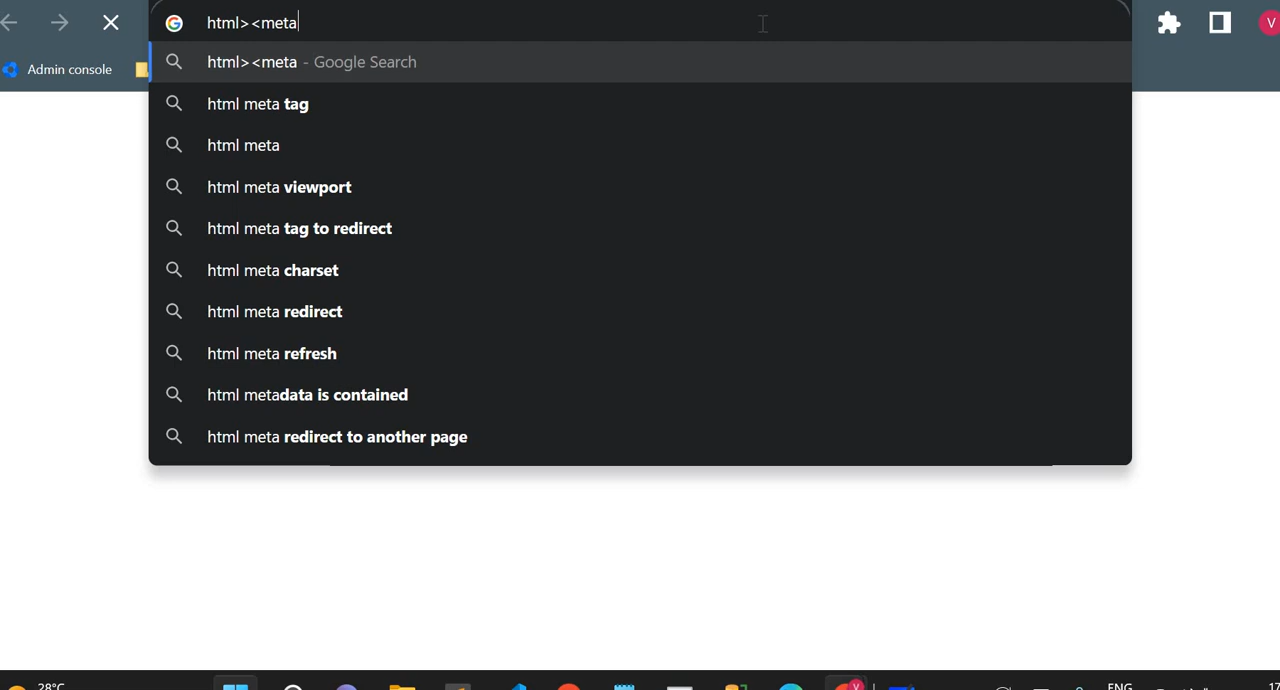 html><meta
V
Admin console
html><meta - Google Search
html meta tag
html meta
html meta viewport
html meta tag to redirect
html meta charset
html meta redirect
html meta refresh
html metadata is contained
html meta redirect to another page
28°C
ENG